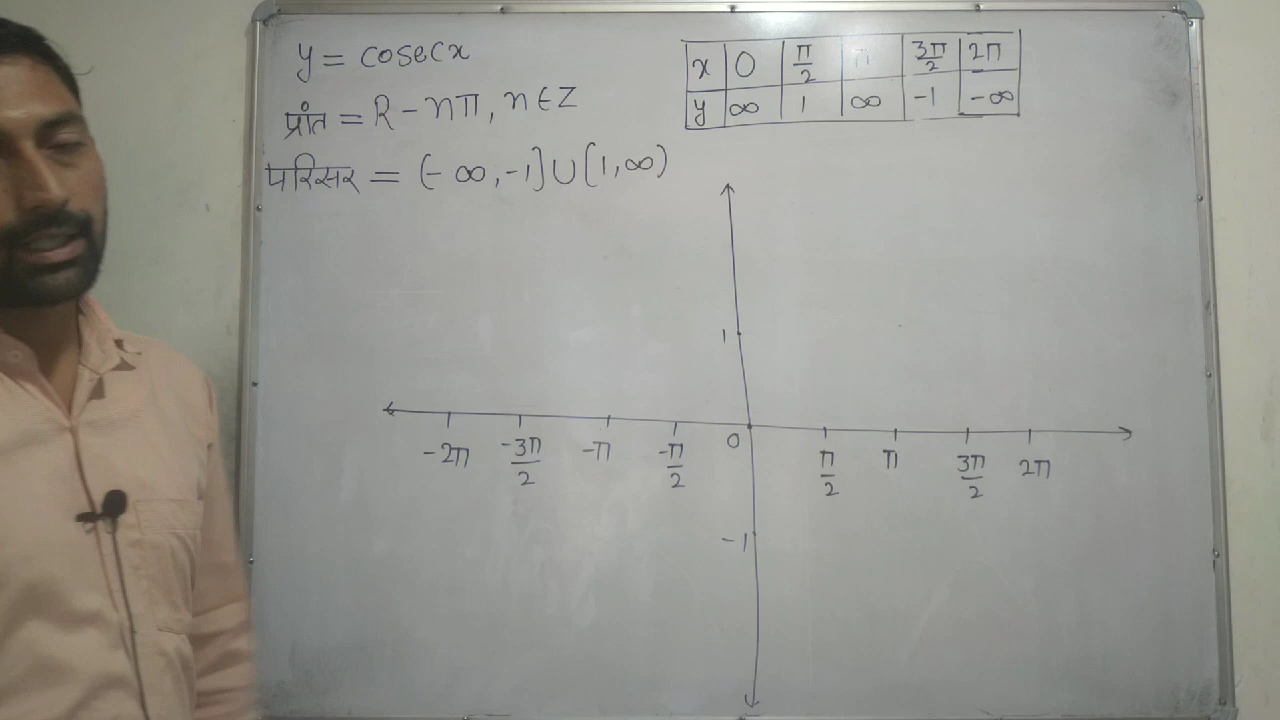 y = cosecx
प्रांत = R - nπ, n ∈ Z
परिसर = (- ∞, -1] ∪ [1, ∞)
x 0 π/2 π 3π/2 2π
y ∞ 1 ∞ -1 -∞
1
-2π -3π/2 -π -π/2 0 π/2 π 3π/2 2π
-1